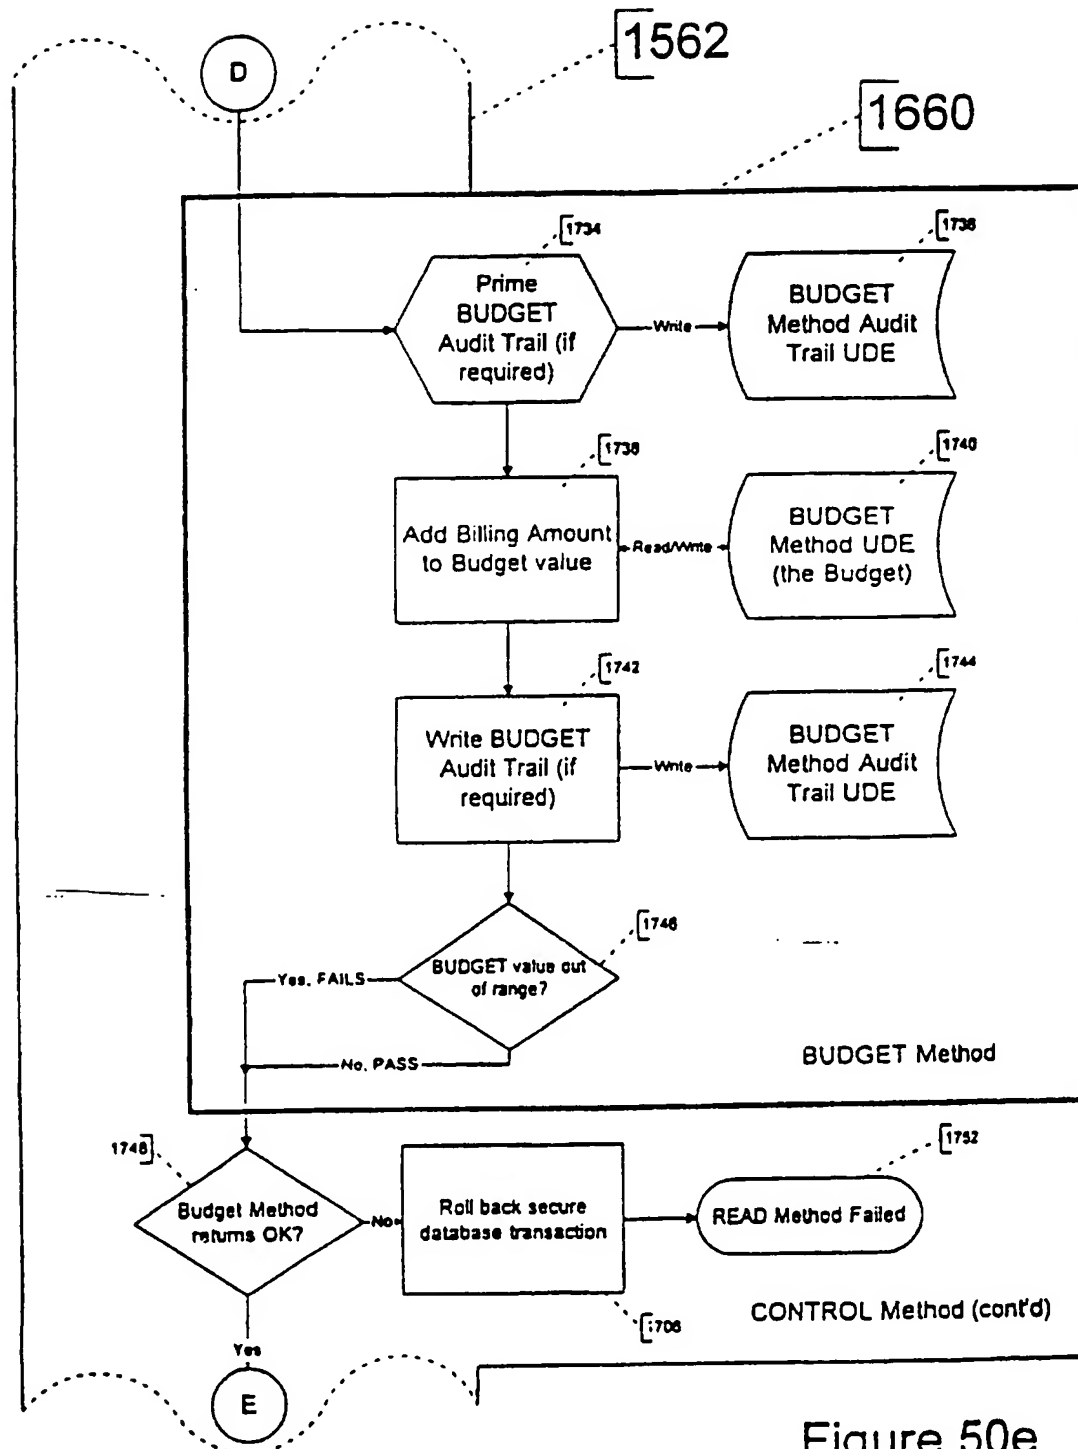 D
1562
1660
1734
Prime
BUDGET
Audit Trail (if
required)
Write
1736
BUDGET
Method Audit
Trail UDE
1738
Add Billing Amount
to Budget value
Read/Write
1740
BUDGET
Method UDE
(the Budget)
1742
Write BUDGET
Audit Trail (if
required)
Write
1744
BUDGET
Method Audit
Trail UDE
1746
BUDGET value out
of range?
Yes, FAILS
No, PASS
BUDGET Method
1748
Budget Method
returns OK?
No
Roll back secure
database transaction
1706
1752
READ Method Failed
CONTROL Method (cont'd)
Yes
E
Figure 50e